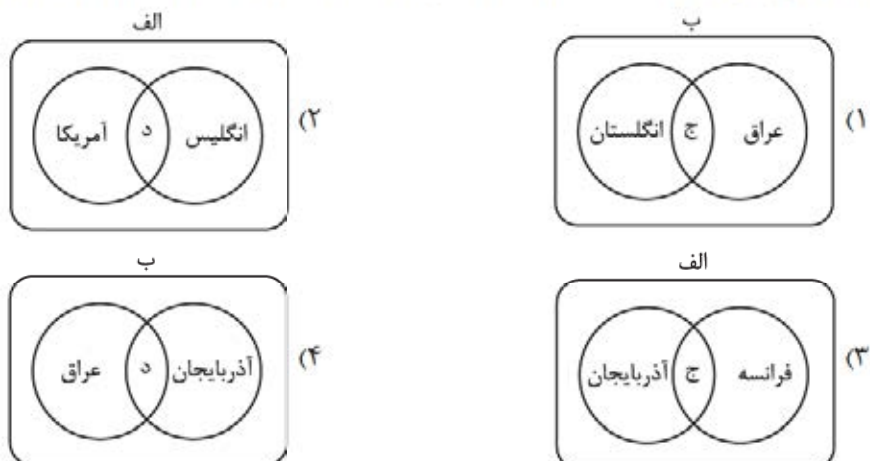 ب
۱) عراق ج انگلستان
الف
۲) انگلیس د آمریکا
الف
۳) فرانسه ج آذربایجان
ب
۴) آذربایجان د عراق